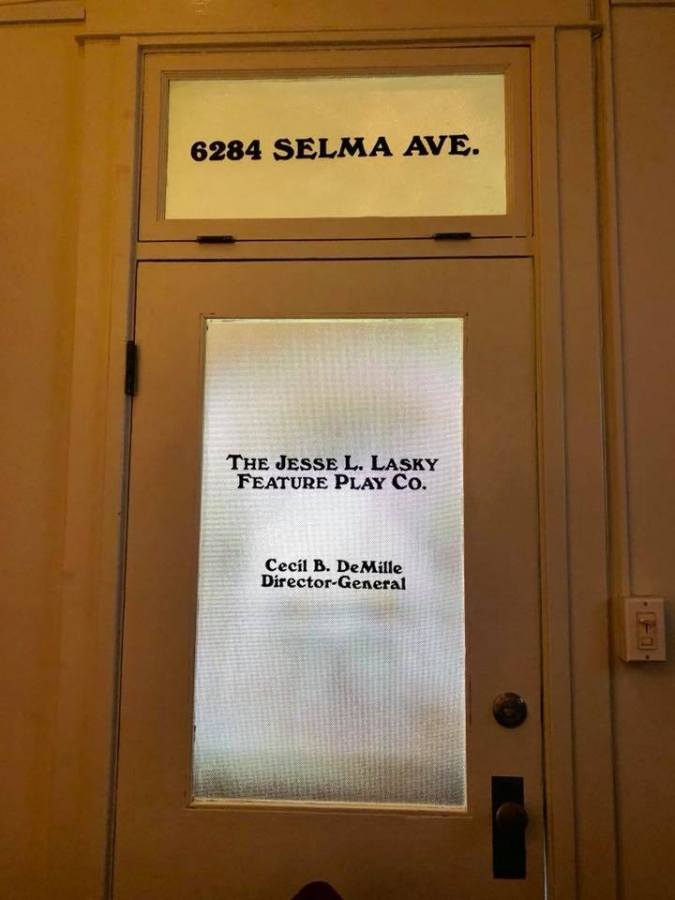 6284 SELMA AVE.
THE JESSE L. LASKY
FEATURE PLAY CO.
Cecil B. DeMille
Director-General